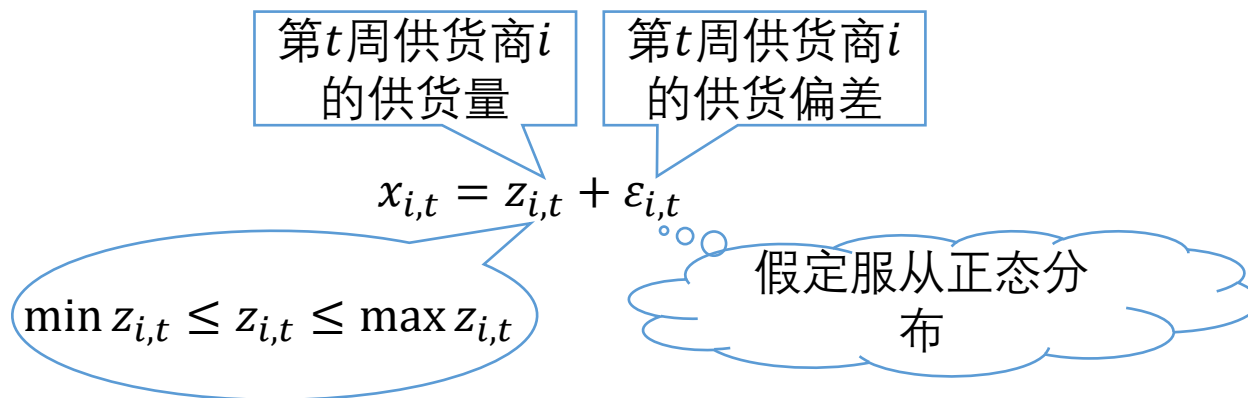 第t周供货商i
的供货量
第t周供货商i
的供货偏差
x_{i,t} = z_{i,t} + ε_{i,t}
min z_{i,t} ≤ z_{i,t} ≤ max z_{i,t}
假定服从正态分
布